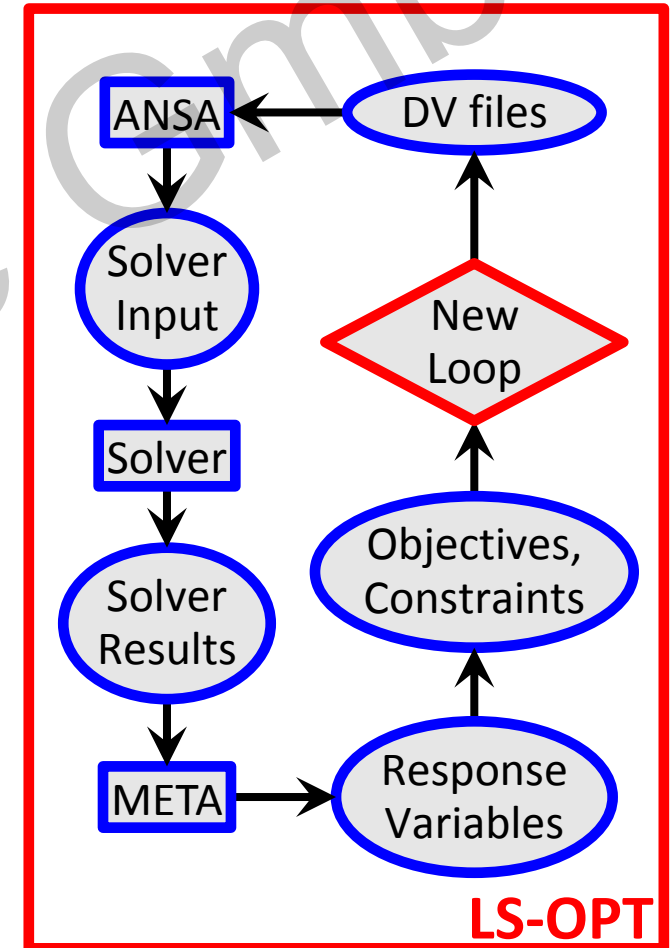 ANSA
DV files
Solver
Input
New
Loop
Solver
Objectives,
Constraints
Solver
Results
META
Response
Variables
LS-OPT